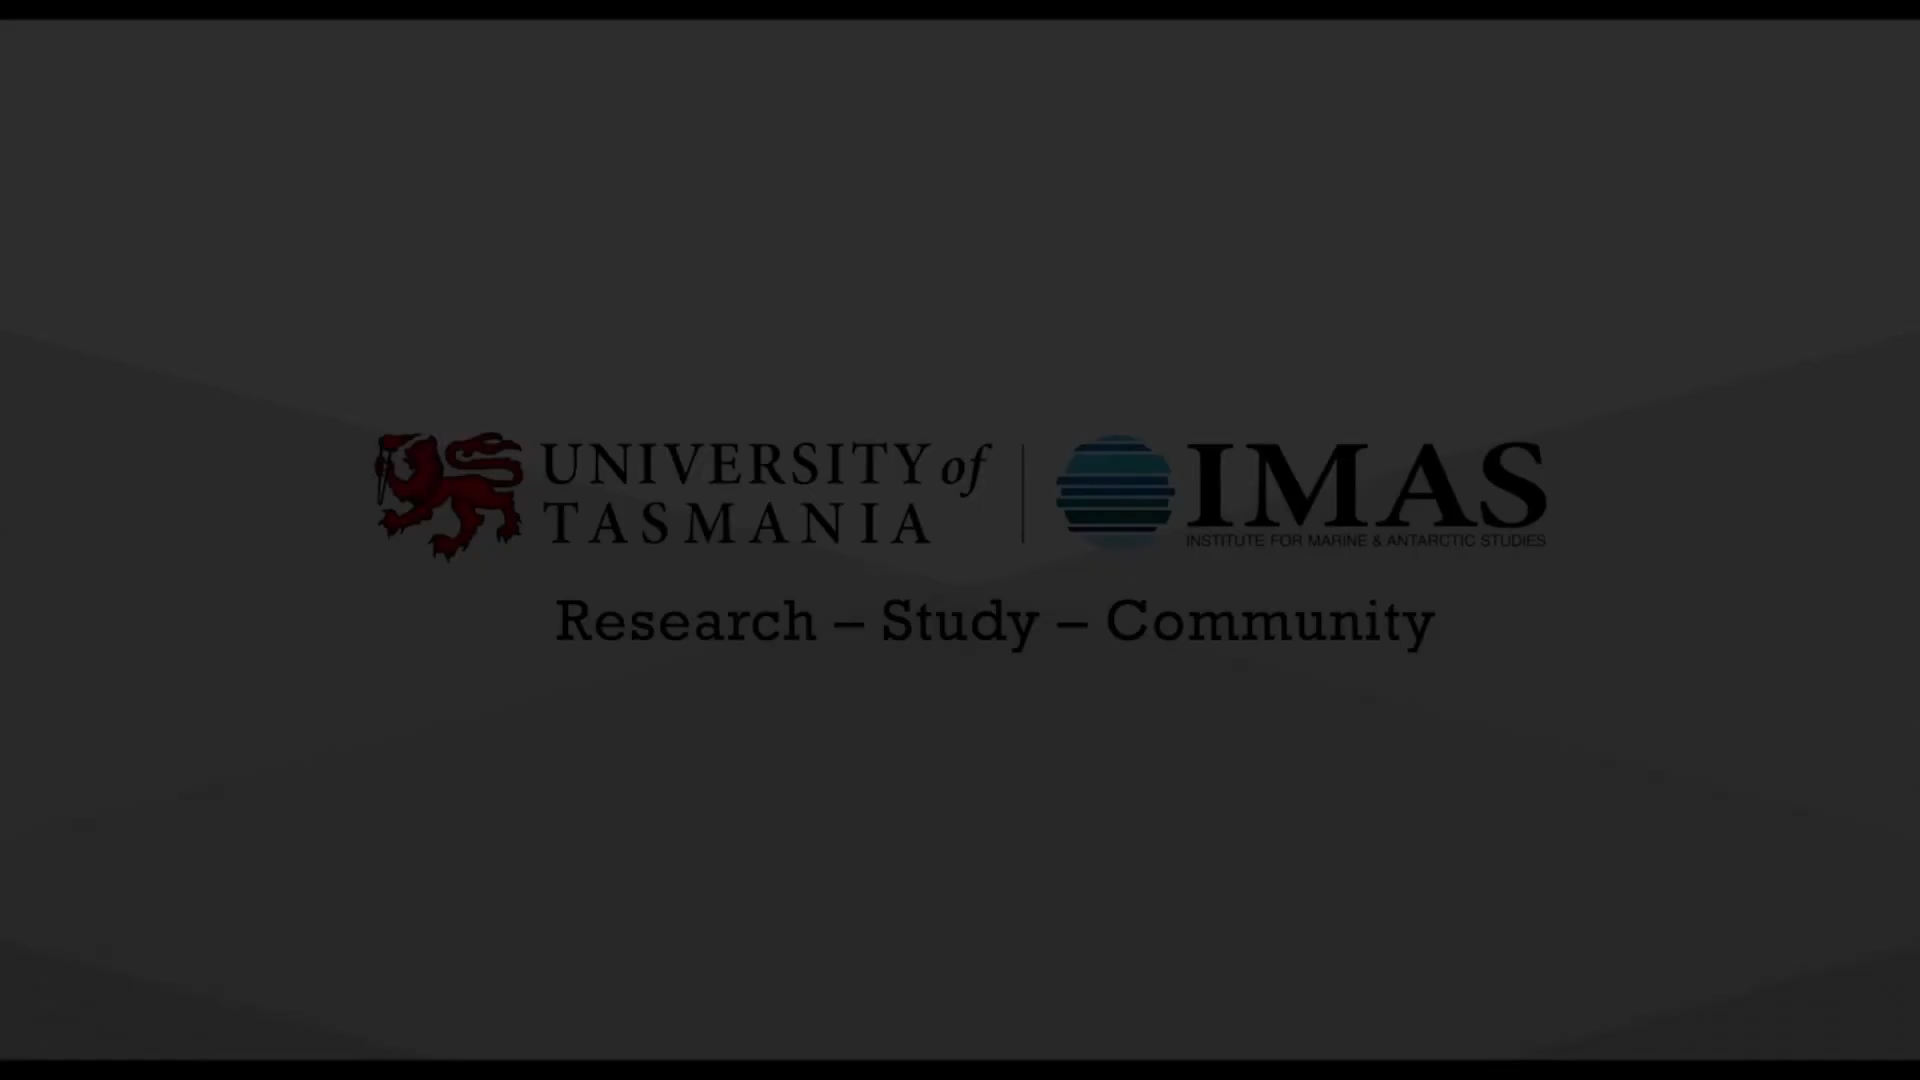 UNIVERSITY of
TASMANIA
IMAS
INSTITUTE FOR MARINE & ANTARCTIC STUDIES
Research – Study – Community